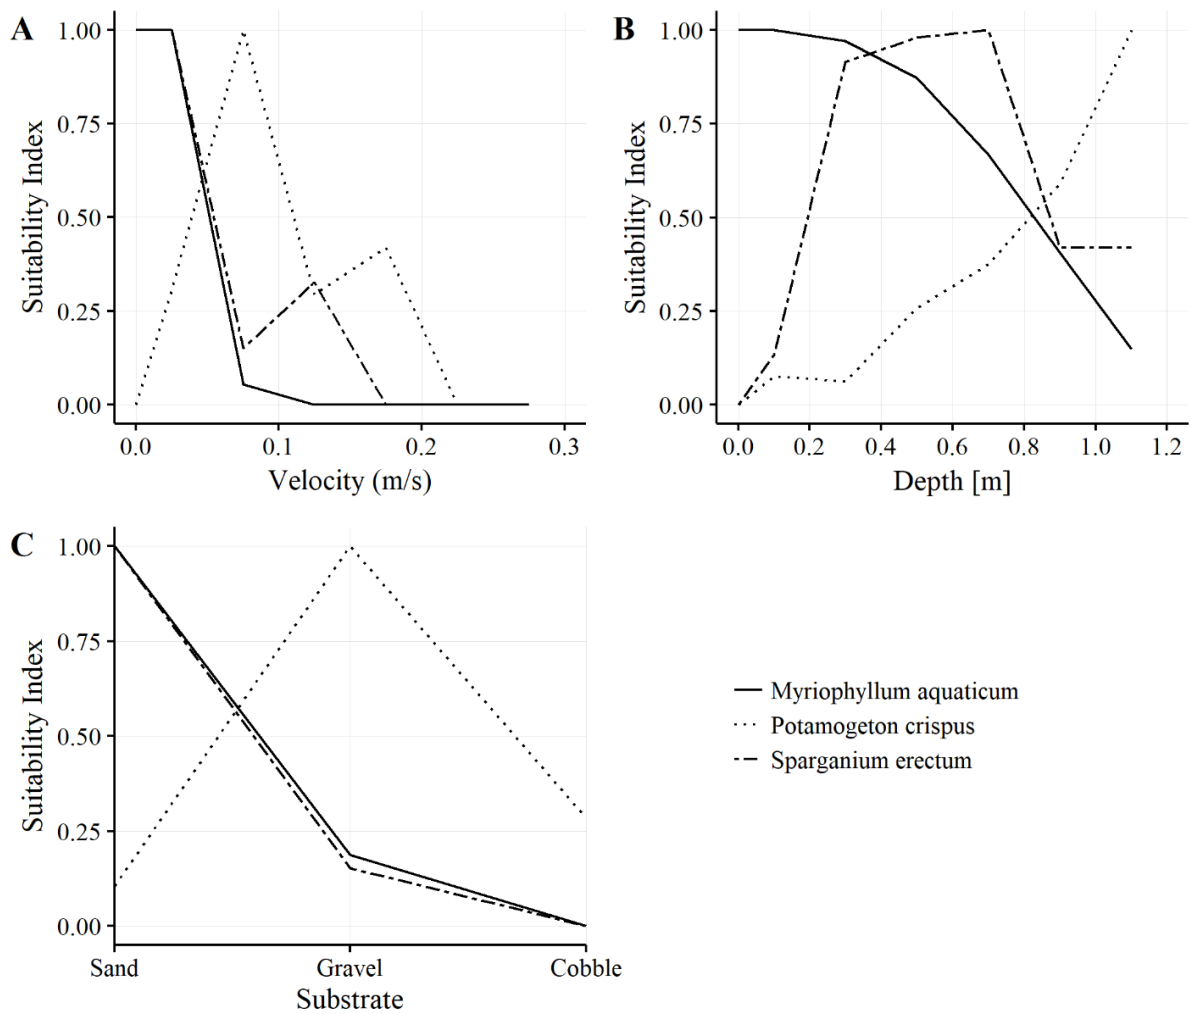 A
Suitability Index
1.00
0.75
0.50
0.25
0.00
0.0 0.1 0.2 0.3
Velocity (m/s)
B
Suitability Index
1.00
0.75
0.50
0.25
0.00
0.0 0.2 0.4 0.6 0.8 1.0 1.2
Depth [m]
C
Suitability Index
1.00
0.75
0.50
0.25
0.00
Sand Gravel Cobble
Substrate
Myriophyllum aquaticum
Potamogeton crispus
Sparganium erectum